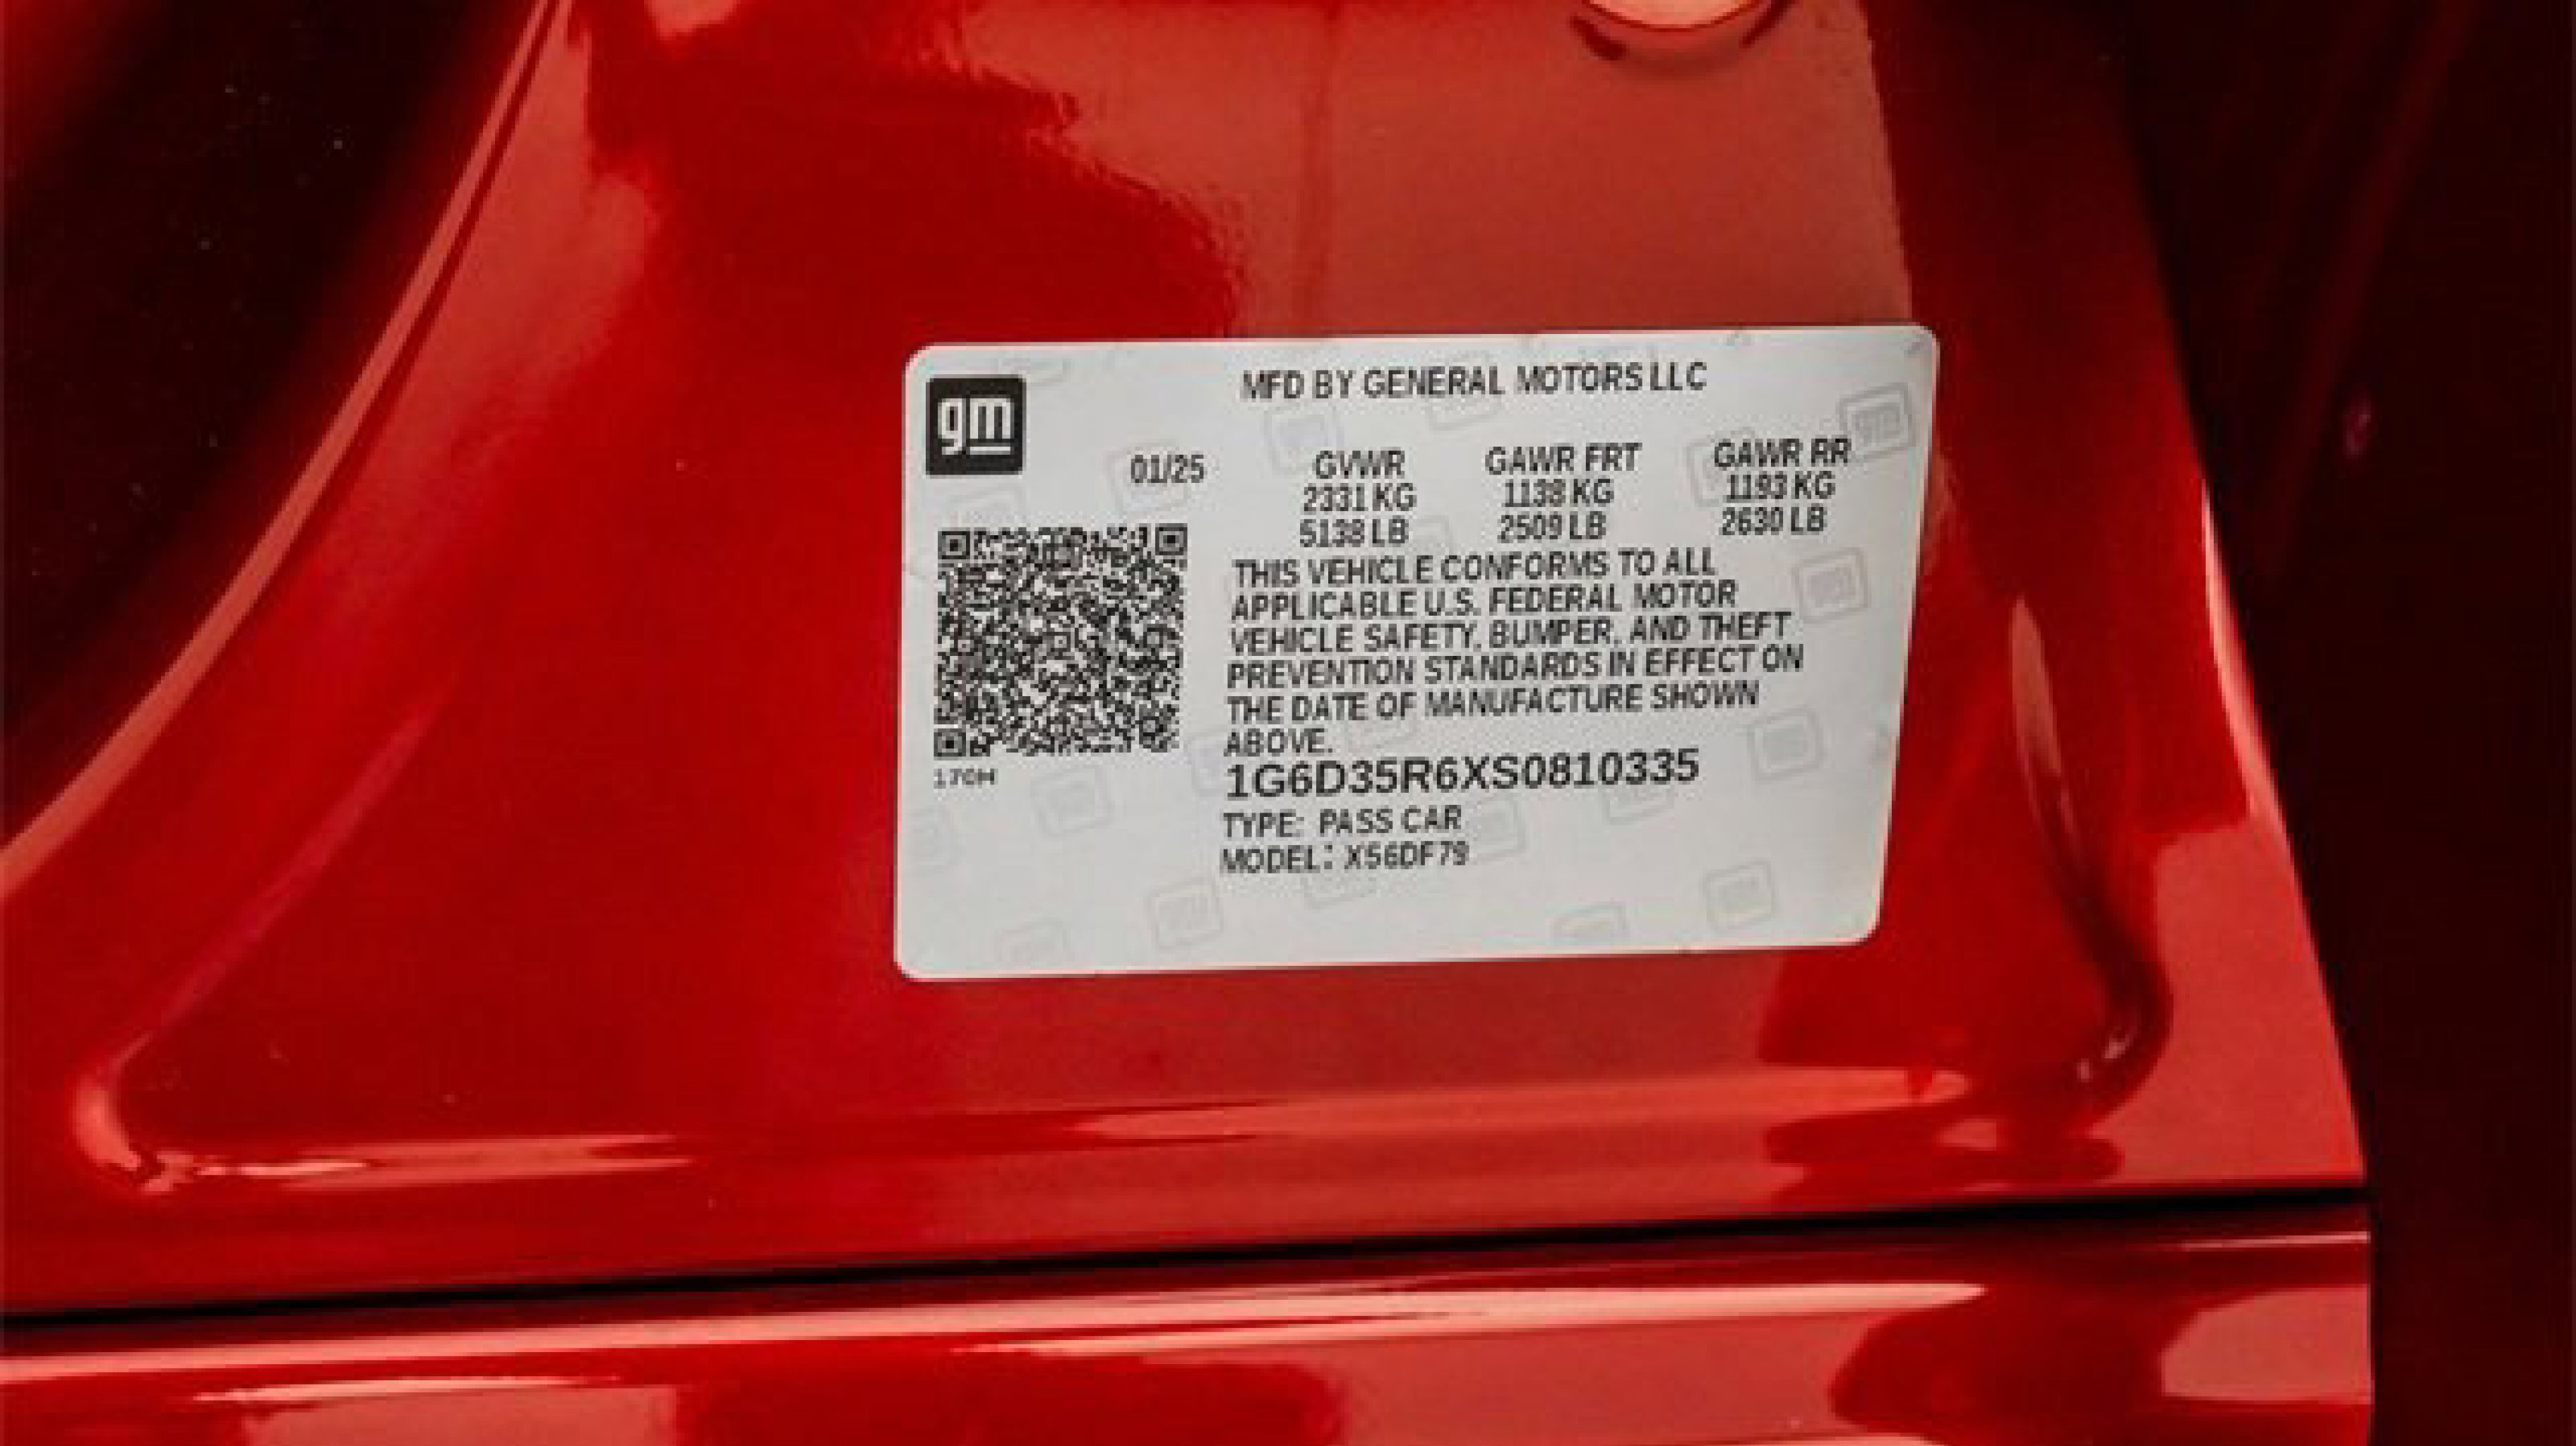 MFD BY GENERAL MOTORS LLC
gm
01/25 GVWR GAWR FRT GAWR RR
2331 KG 1138 KG 1193 KG
5138 LB 2509 LB 2630 LB
THIS VEHICLE CONFORMS TO ALL
APPLICABLE U.S. FEDERAL MOTOR
VEHICLE SAFETY, BUMPER, AND THEFT
PREVENTION STANDARDS IN EFFECT ON
THE DATE OF MANUFACTURE SHOWN
ABOVE.
170H
1G6D35R6XS0810335
TYPE: PASS CAR
MODEL: X56DF79